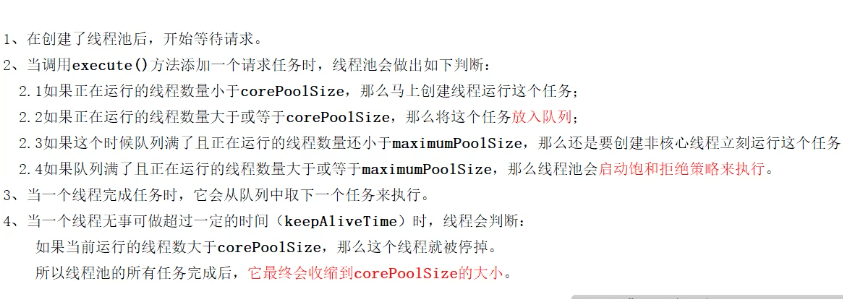 1、在创建了线程池后，开始等待请求。
2、当调用execute()方法添加一个请求任务时，线程池会做出如下判断：
2.1如果正在运行的线程数量小于corePoolSize，那么马上创建线程运行这个任务；
2.2如果正在运行的线程数量大于或等于corePoolSize，那么将这个任务放入队列；
2.3如果这个时候队列满了且正在运行的线程数量还小于maximumPoolSize，那么还是要创建非核心线程立刻运行这个任务
2.4如果队列满了且正在运行的线程数量大于或等于maximumPoolSize，那么线程池会启动饱和拒绝策略来执行。
3、当一个线程完成任务时，它会从队列中取下一个任务来执行。
4、当一个线程无事可做超过一定的时间（keepAliveTime）时，线程会判断：
如果当前运行的线程数大于corePoolSize，那么这个线程就被停掉。
所以线程池的所有任务完成后，它最终会收缩到corePoolSize的大小。